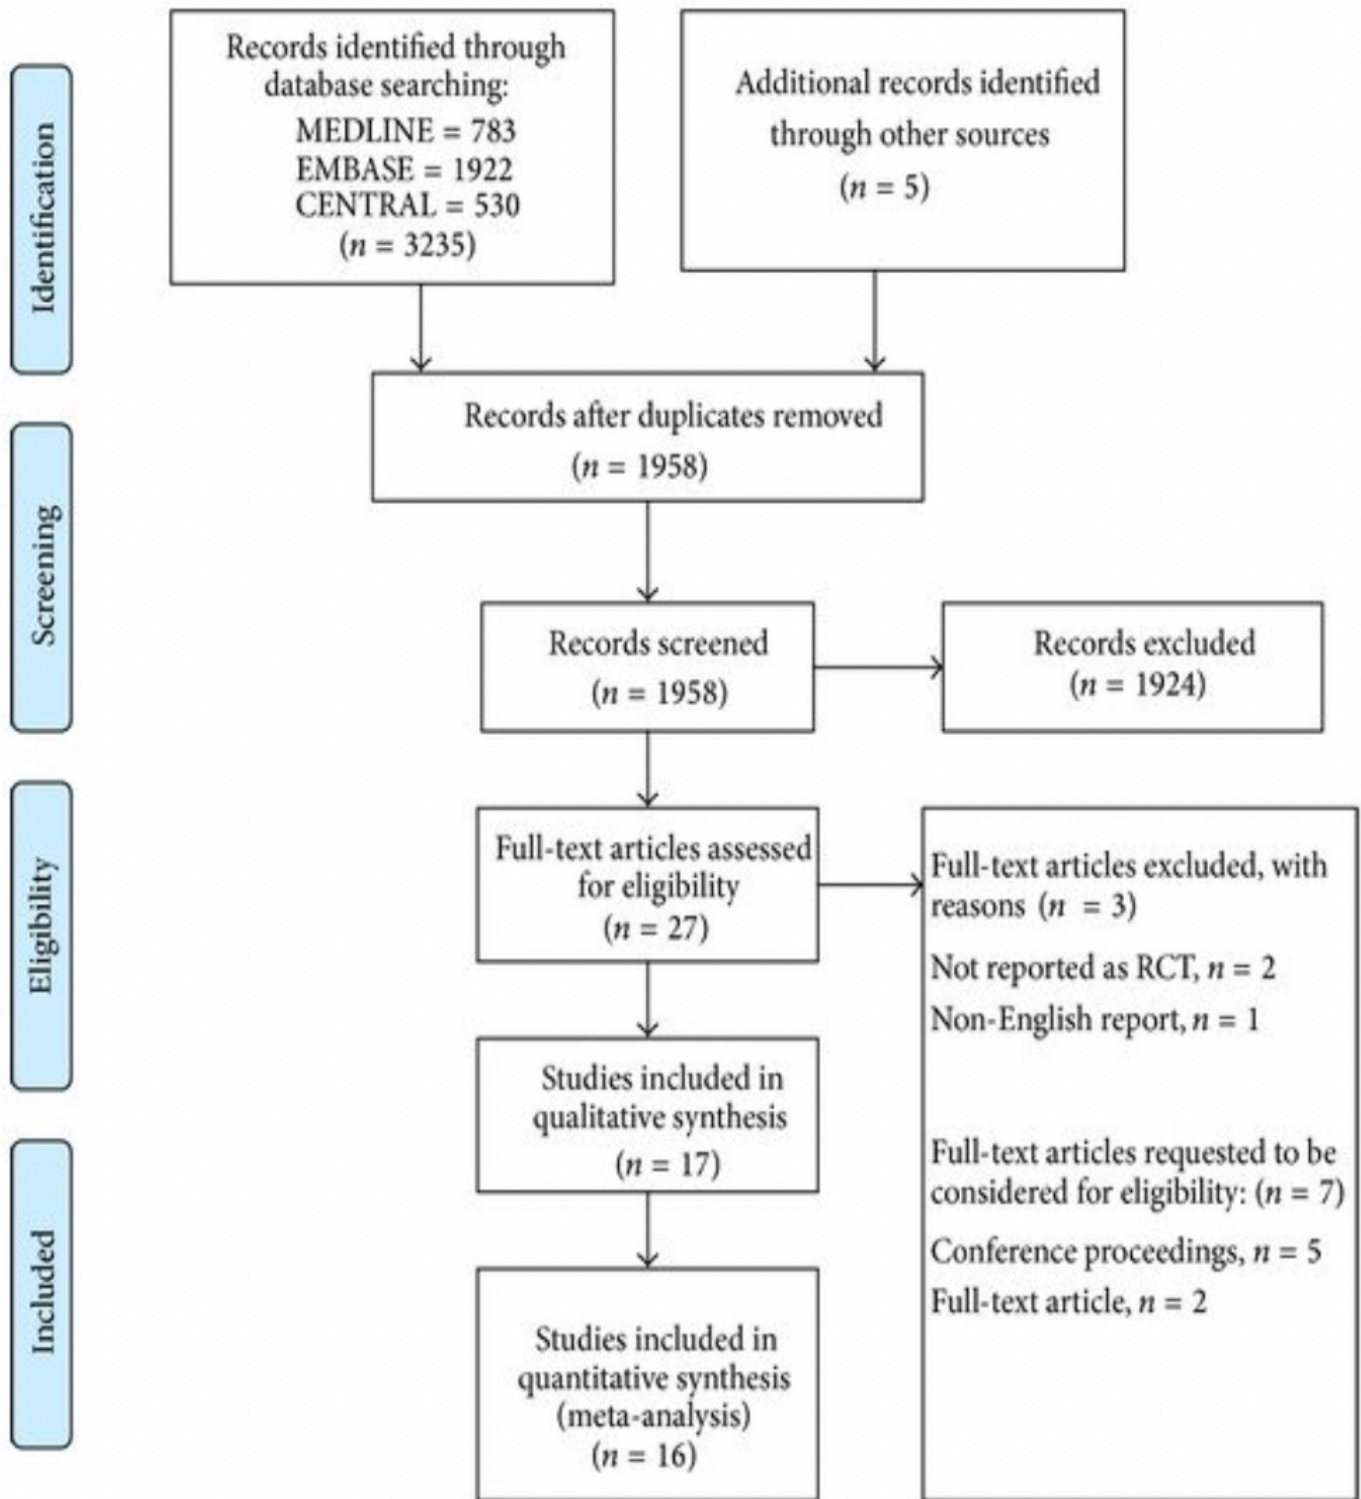 Identification
Records identified through
database searching:
MEDLINE = 783
EMBASE = 1922
CENTRAL = 530
(n = 3235)
Additional records identified
through other sources
(n = 5)
Records after duplicates removed
(n = 1958)
Screening
Records screened
(n = 1958)
Records excluded
(n = 1924)
Eligibility
Full-text articles assessed
for eligibility
(n = 27)
Full-text articles excluded, with
reasons (n = 3)
Not reported as RCT, n = 2
Non-English report, n = 1
Full-text articles requested to be
considered for eligibility: (n = 7)
Conference proceedings, n = 5
Full-text article, n = 2
Studies included in
qualitative synthesis
(n = 17)
Included
Studies included in
quantitative synthesis
(meta-analysis)
(n = 16)